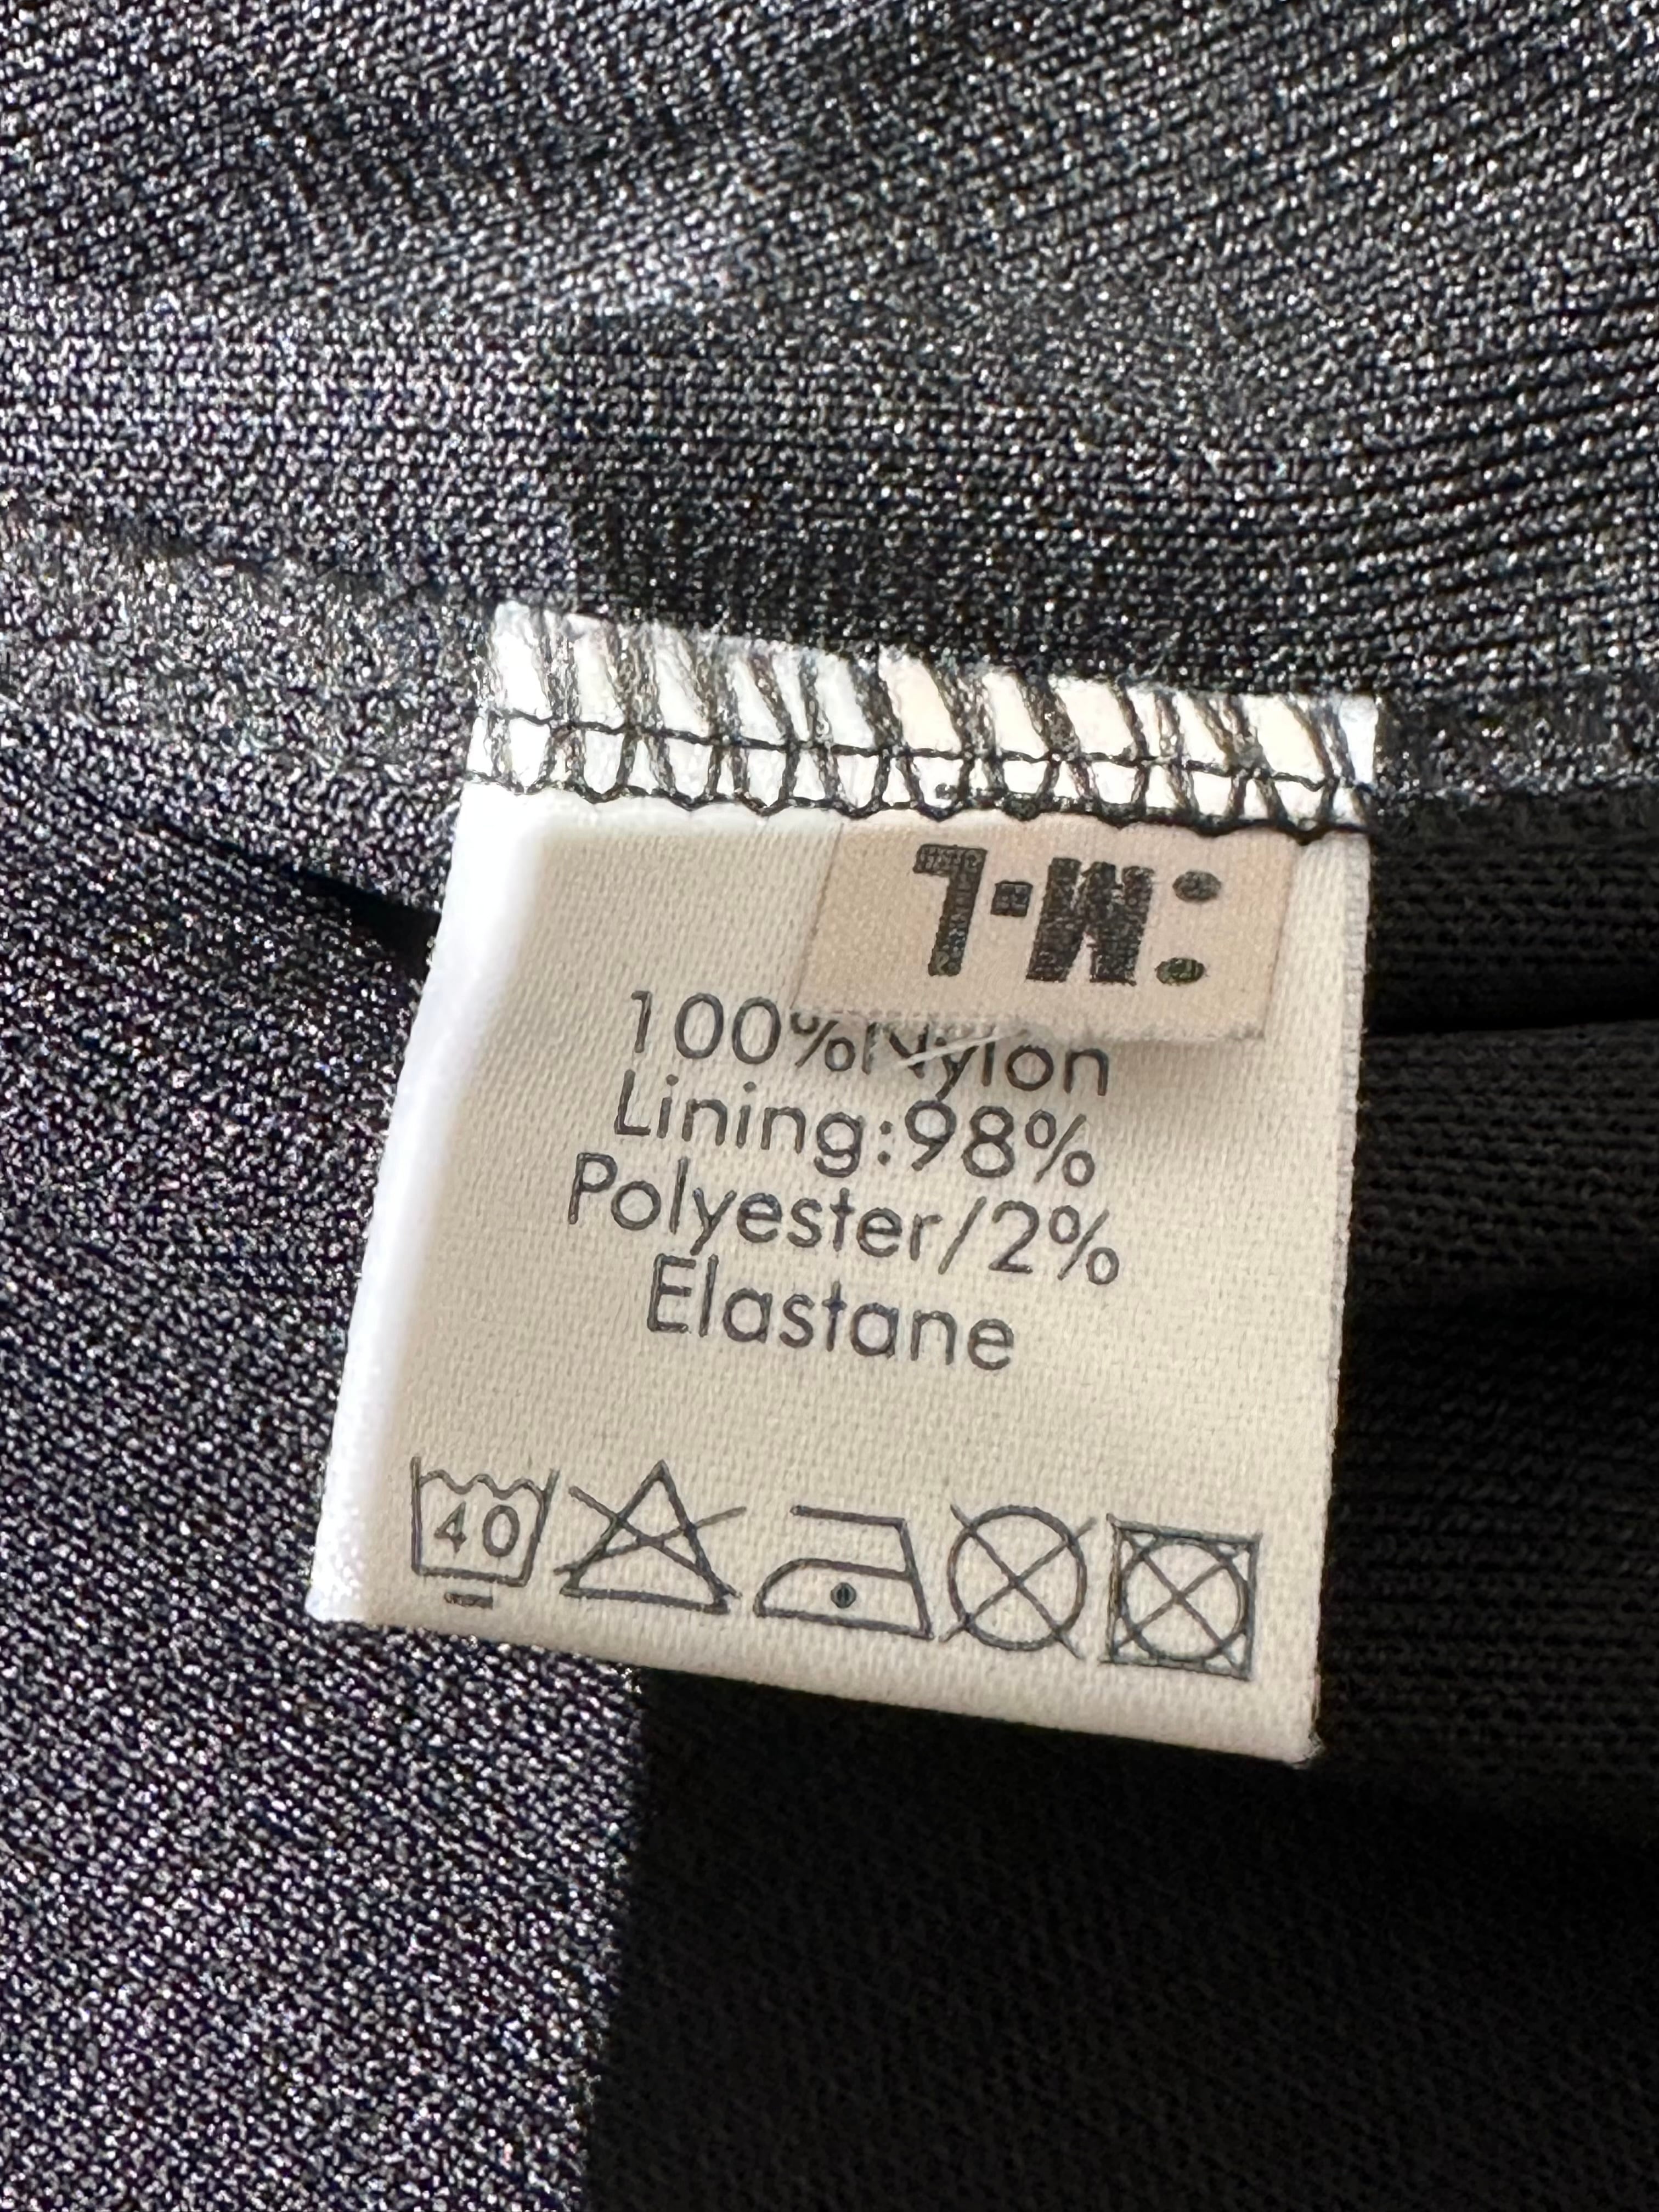 :M-L
100%Nylon
Lining:98%
Polyester/2%
Elastane
40